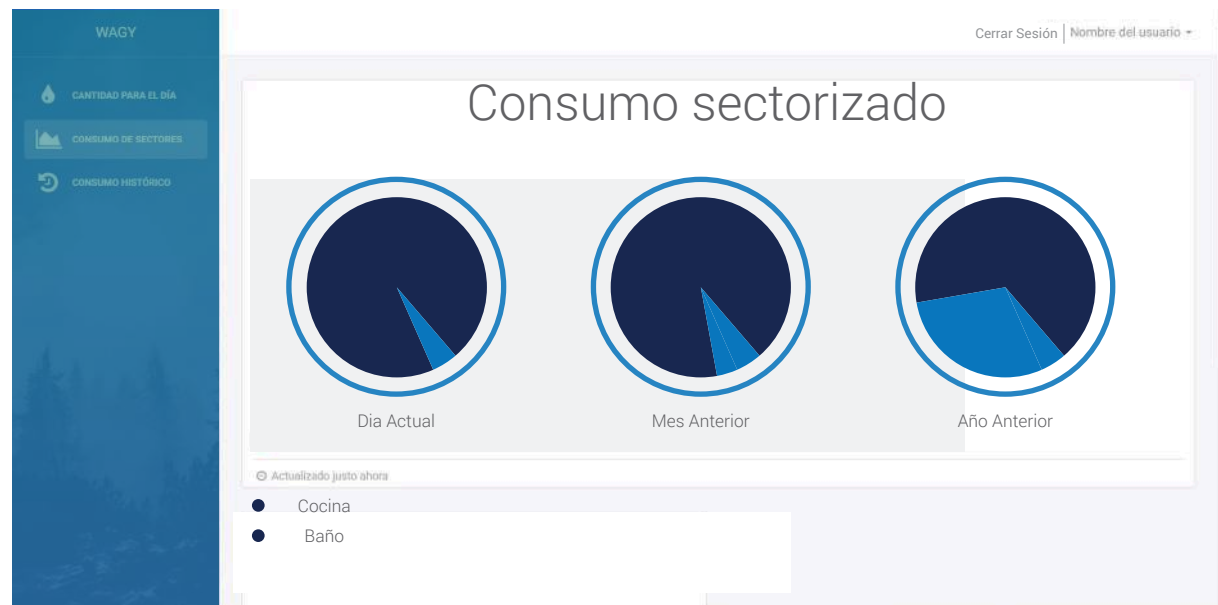 WAGY
Cerrar Sesión | Nombre del usuario
CANTIDAD PARA EL DÍA
CONSUMO DE SECTORES
CONSUMO HISTÓRICO
Consumo sectorizado
Dia Actual
Mes Anterior
Año Anterior
Actualizado justo ahora
Cocina
Baño